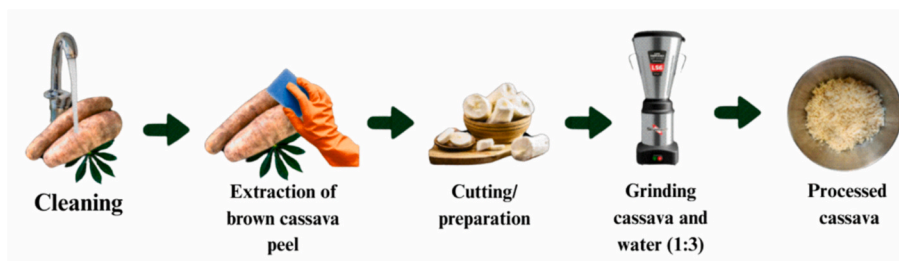 Cleaning
Extraction of
brown cassava
peel
Cutting/
preparation
Grinding
cassava and
water (1:3)
Processed
cassava